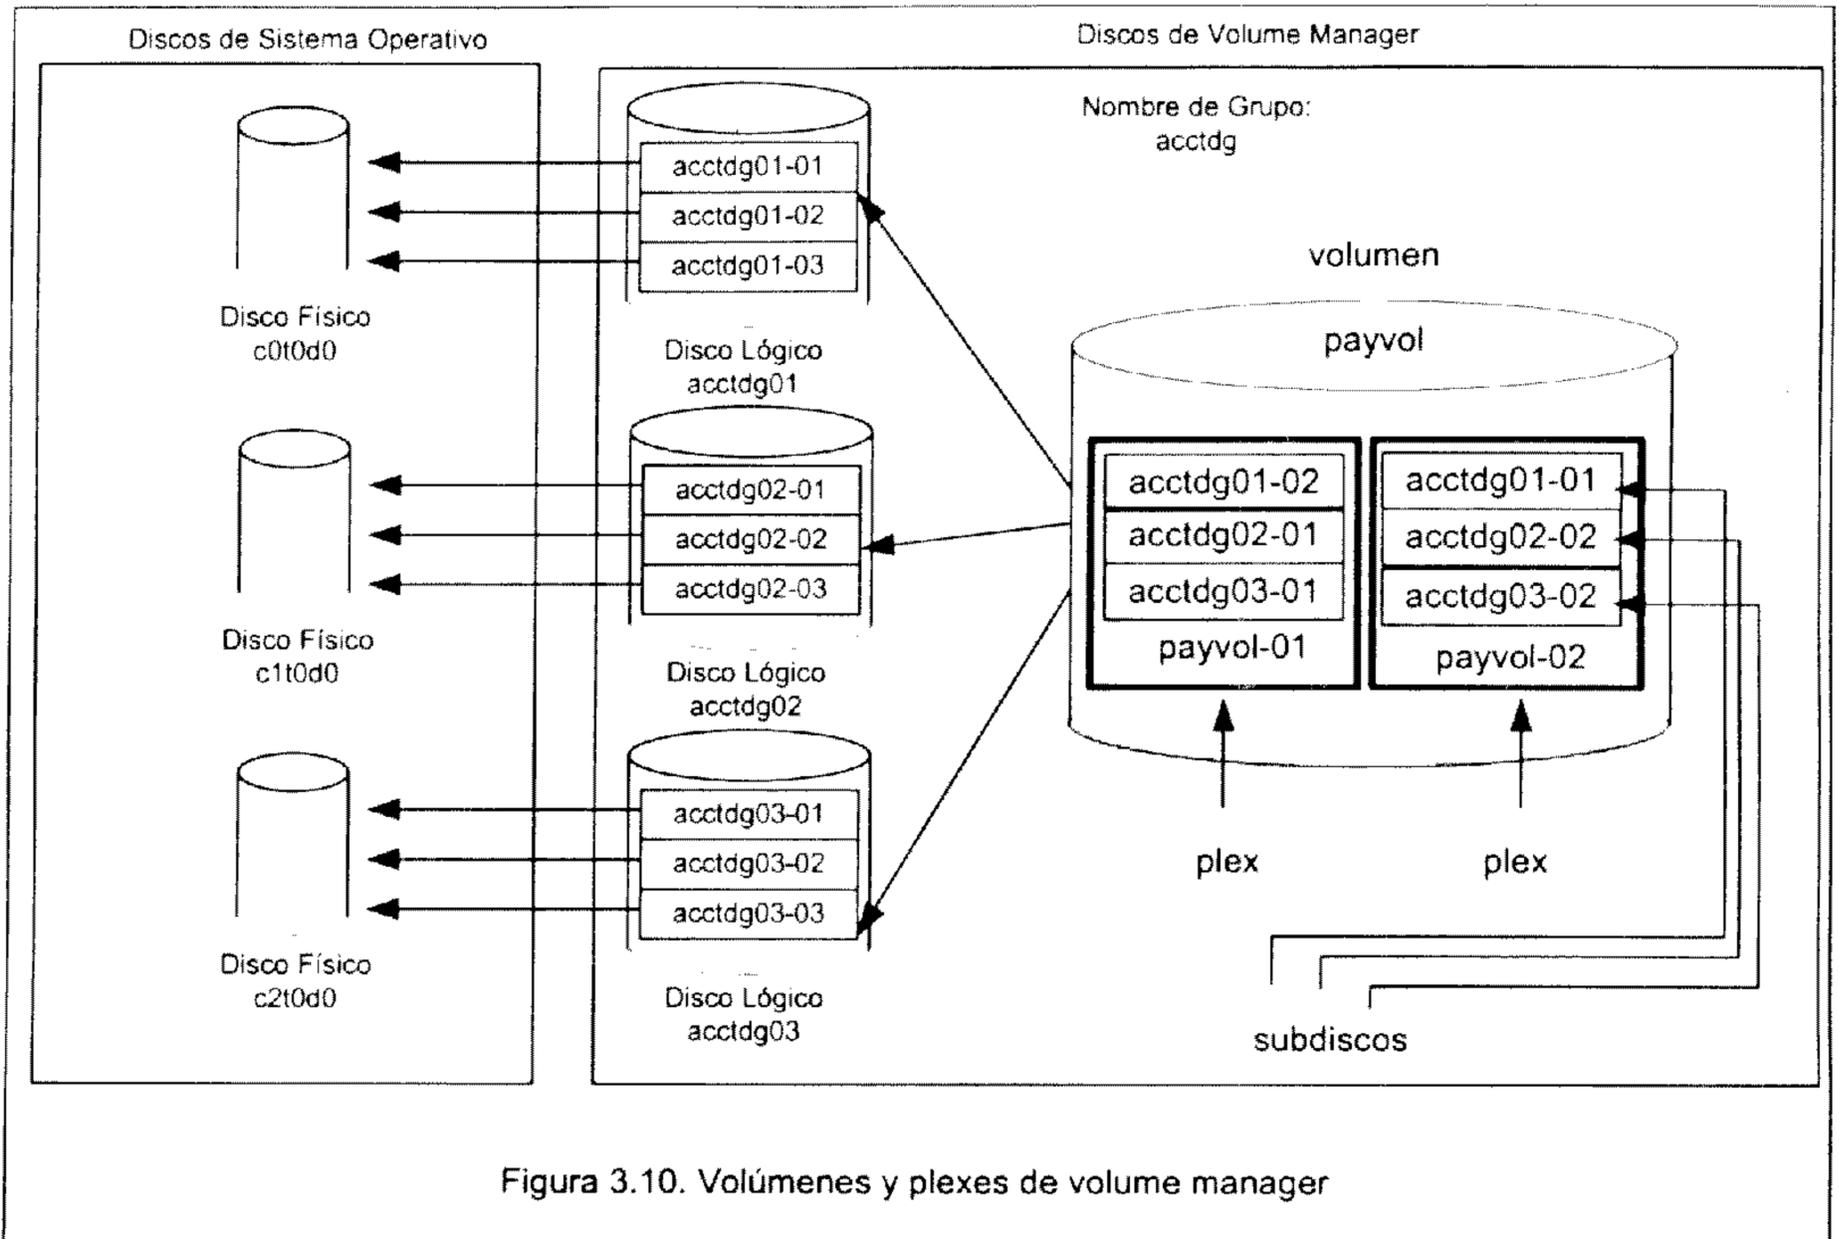 Discos de Sistema Operativo
Discos de Volume Manager
Nombre de Grupo:
acctdg
acctdg01-01
acctdg01-02
acctdg01-03
Disco Físico
c0t0d0
Disco Lógico
acctdg01
acctdg02-01
acctdg02-02
acctdg02-03
Disco Físico
c1t0d0
Disco Lógico
acctdg02
acctdg03-01
acctdg03-02
acctdg03-03
Disco Físico
c2t0d0
Disco Lógico
acctdg03
volumen
payvol
acctdg01-02
acctdg02-01
acctdg03-01
payvol-01
acctdg01-01
acctdg02-02
acctdg03-02
payvol-02
plex
plex
subdiscos
Figura 3.10. Volúmenes y plexes de volume manager